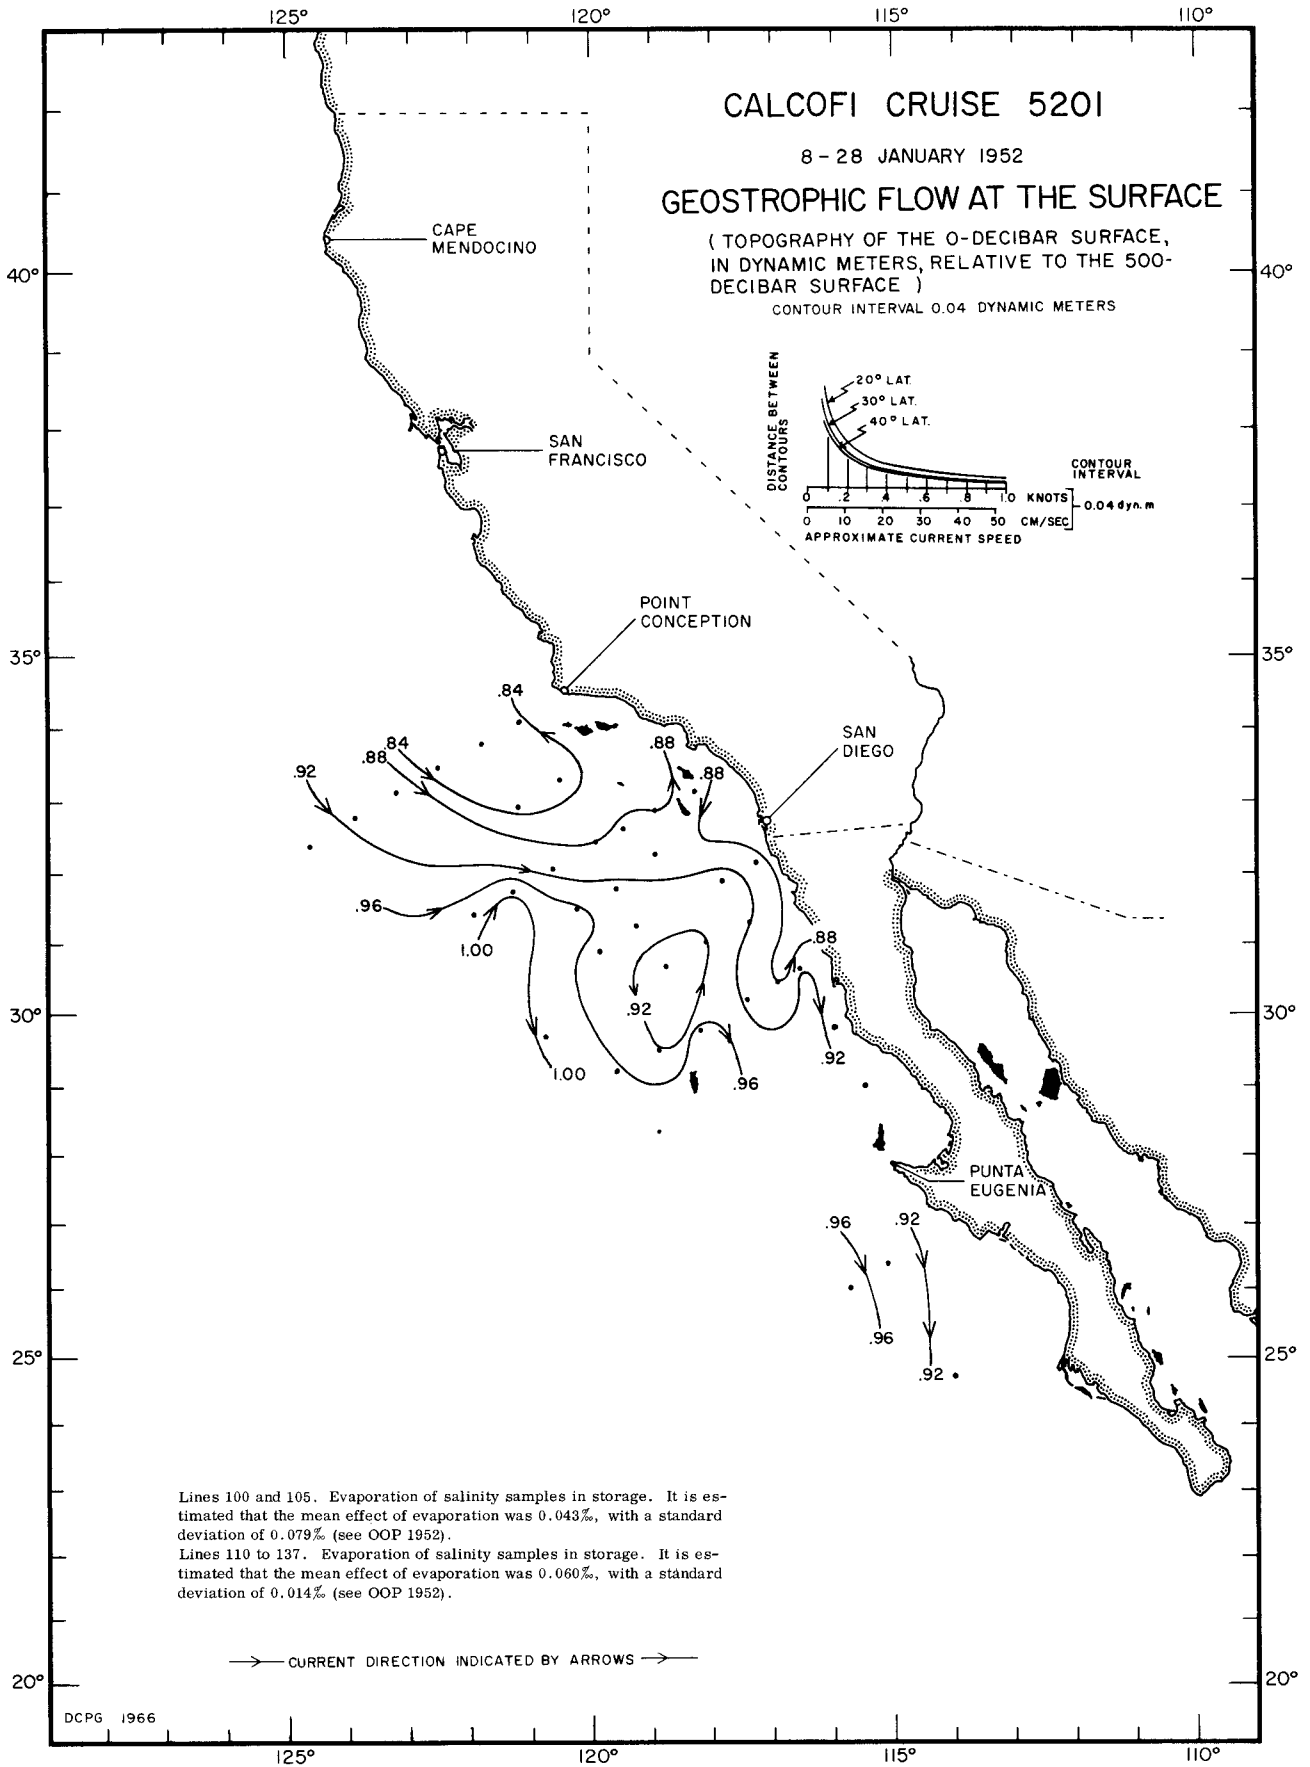 125°
120°
115°
110°
CALCOFI CRUISE 5201
8-28 JANUARY 1952
GEOSTROPHIC FLOW AT THE SURFACE
( TOPOGRAPHY OF THE 0-DECIBAR SURFACE,
IN DYNAMIC METERS, RELATIVE TO THE 500-
DECIBAR SURFACE )
CONTOUR INTERVAL 0.04 DYNAMIC METERS
CAPE
MENDOCINO
40°
40°
DISTANCE BETWEEN
CONTOURS
20° LAT.
30° LAT.
40° LAT.
CONTOUR
INTERVAL
0 .2 .4 .6 .8 1.0 KNOTS
0.04 dyn. m
0 10 20 30 40 50 CM/SEC
APPROXIMATE CURRENT SPEED
SAN
FRANCISCO
POINT
CONCEPTION
35°
35°
.84
SAN
DIEGO
.84
.88
.88
.92
.88
.96
1.00
.88
30°
30°
.92
.92
1.00
.96
PUNTA
EUGENIA
.96
.92
.96
25°
25°
.92
Lines 100 and 105. Evaporation of salinity samples in storage. It is es-
timated that the mean effect of evaporation was 0.043‰, with a standard
deviation of 0.079‰ (see OOP 1952).
Lines 110 to 137. Evaporation of salinity samples in storage. It is es-
timated that the mean effect of evaporation was 0.060‰, with a standard
deviation of 0.014‰ (see OOP 1952).
CURRENT DIRECTION INDICATED BY ARROWS
20°
20°
DCPG 1966
125°
120°
115°
110°